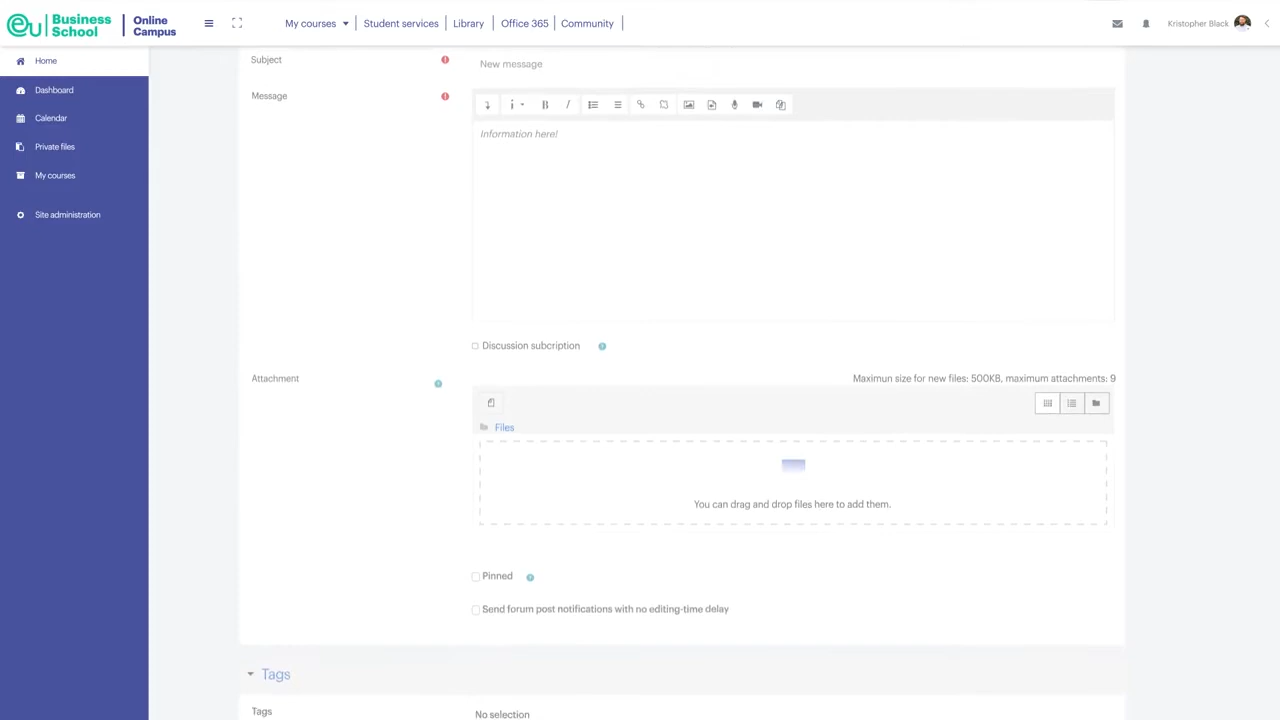 eu Business School | Online Campus
My courses
Student services
Library
Office 365
Community
Kristopher Black
Home
Dashboard
Calendar
Private files
My courses
Site administration
Subject
New message
Message
Information here!
Discussion subcription
Attachment
Maximun size for new files: 500KB, maximum attachments: 9
Files
You can drag and drop files here to add them.
Pinned
Send forum post notifications with no editing-time delay
Tags
Tags
No selection